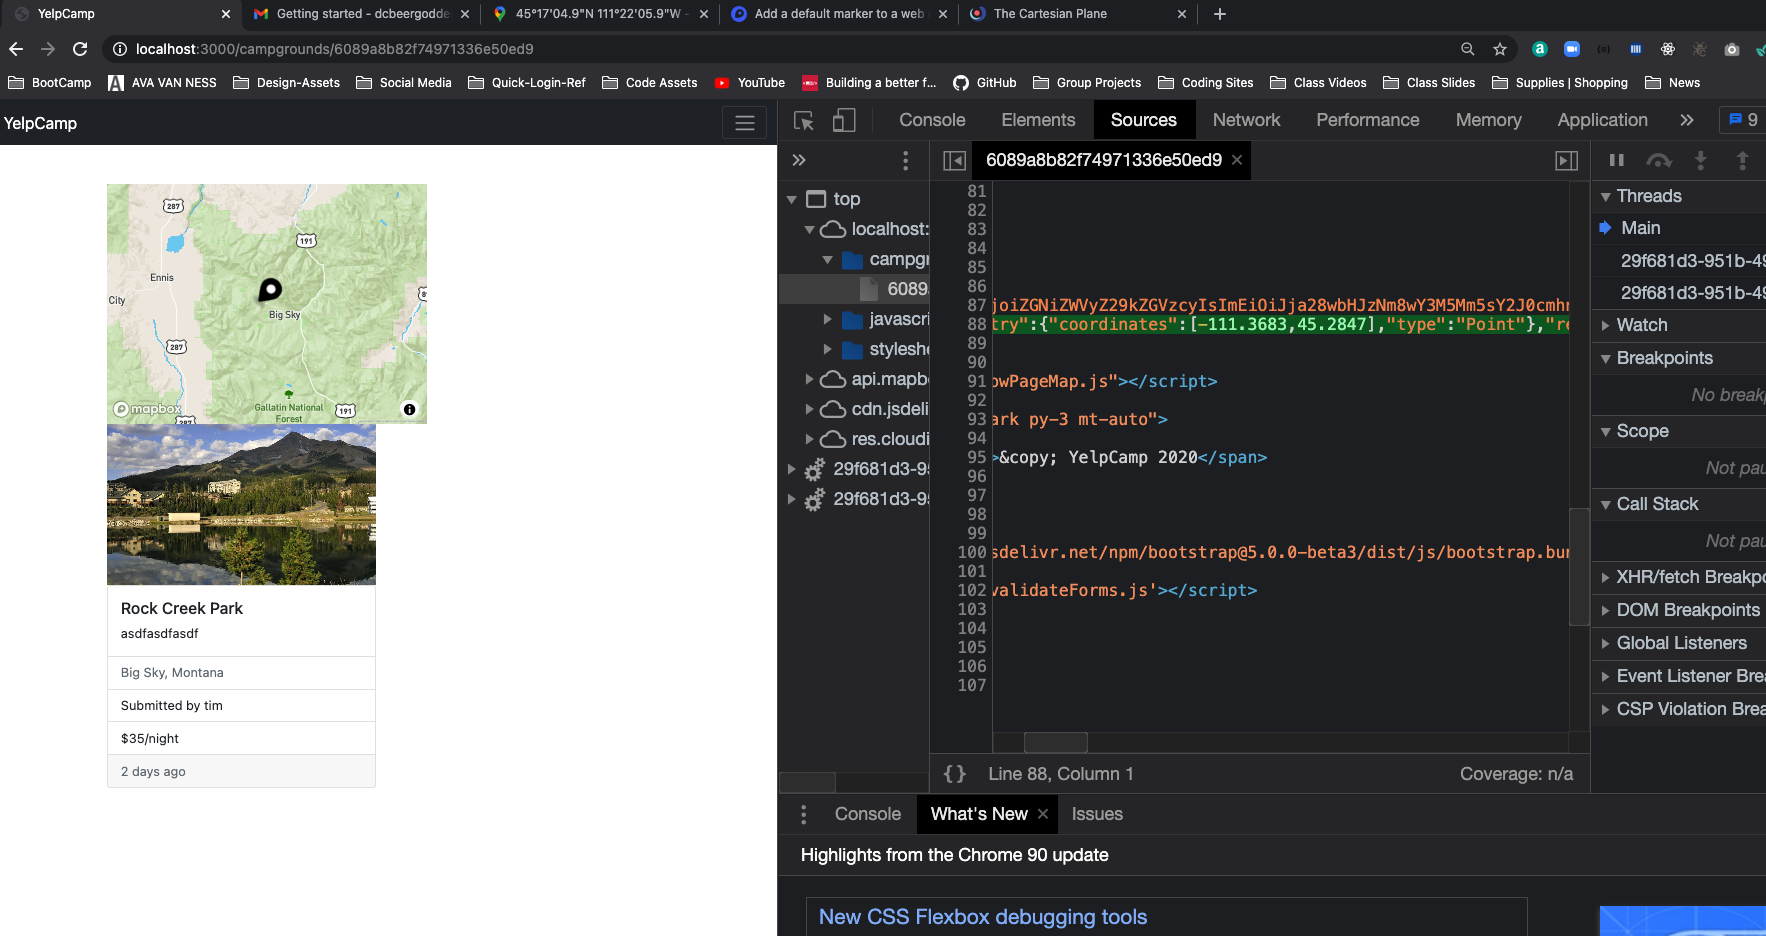 YelpCamp
Getting started - dcbeergodde
45°17'04.9"N 111°22'05.9"W -
Add a default marker to a web
The Cartesian Plane
localhost:3000/campgrounds/6089a8b82f74971336e50ed9
BootCamp
AVA VAN NESS
Design-Assets
Social Media
Quick-Login-Ref
Code Assets
YouTube
Building a better f...
GitHub
Group Projects
Coding Sites
Class Videos
Class Slides
Supplies | Shopping
News
YelpCamp
287
191
Ennis
City
Big Sky
287
Gallatin National
Forest
191
287
mapbox
Rock Creek Park
asdfasdfasdf
Big Sky, Montana
Submitted by tim
$35/night
2 days ago
Console Elements Sources Network Performance Memory Application 9
6089a8b82f74971336e50ed9
top
localhost:
campgr
6089
javascri
styleshe
api.mapb
cdn.jsdeli
res.cloudi
29f681d3-95
29f681d3-95
81
82
83
84
85
86
87 joiZGNiZWVyZ29kZGVzcyIsImEiOiJja28wbHJzNm8wY3M5Mm5sY2J0cmhr
88 try":{"coordinates":[-111.3683,45.2847],"type":"Point"},"re
89
90
91 owPageMap.js"></script>
92
93 ark py-3 mt-auto">
94
95 >&copy; YelpCamp 2020</span>
96
97
98
99
100 sdelivr.net/npm/bootstrap@5.0.0-beta3/dist/js/bootstrap.bun
101
102 validateForms.js'></script>
103
104
105
106
107
{} Line 88, Column 1 Coverage: n/a
Threads
Main
29f681d3-951b-49
29f681d3-951b-49
Watch
Breakpoints
No break
Scope
Not pau
Call Stack
Not pau
XHR/fetch Breakpo
DOM Breakpoints
Global Listeners
Event Listener Brea
CSP Violation Brea
Console What's New Issues
Highlights from the Chrome 90 update
New CSS Flexbox debugging tools